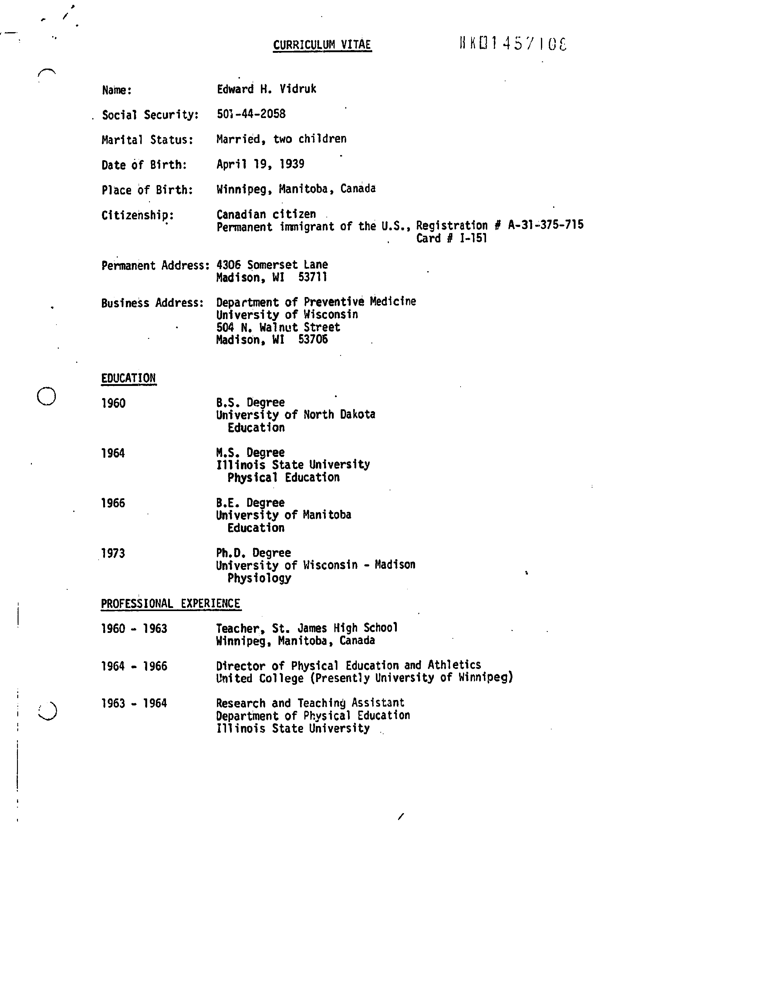 CURRICULUM VITAE
Name: Edward H. Vidruk
Social Security: 501-44-2058
Marital Status: Married, two children
Date of Birth: April 19, 1939
Place of Birth: Winnipeg, Manitoba, Canada
Citizenship: Canadian citizen
Permanent immigrant of the U.S., Registration # A-31-375-715
Card # I-151
Permanent Address: 4306 Somerset Lane
Madison, WI 53711
Business Address: Department of Preventive Medicine
University of Wisconsin
504 N. Walnut Street
Madison, WI 53706
EDUCATION
1960 B.S. Degree
University of North Dakota
Education
1964 M.S. Degree
Illinois State University
Physical Education
1966 B.E. Degree
University of Manitoba
Education
1973 Ph.D. Degree
University of Wisconsin - Madison
Physiology
PROFESSIONAL EXPERIENCE
1960 - 1963 Teacher, St. James High School
Winnipeg, Manitoba, Canada
1964 - 1966 Director of Physical Education and Athletics
United College (Presently University of Winnipeg)
1963 - 1964 Research and Teaching Assistant
Department of Physical Education
Illinois State University